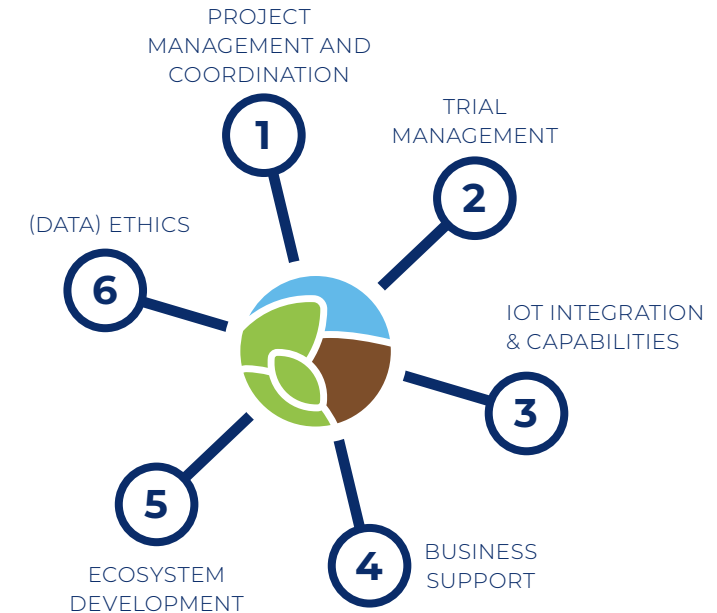 PROJECT
MANAGEMENT AND
COORDINATION
1
TRIAL
MANAGEMENT
2
IOT INTEGRATION
& CAPABILITIES
3
BUSINESS
SUPPORT
4
5
ECOSYSTEM
DEVELOPMENT
(DATA) ETHICS
6